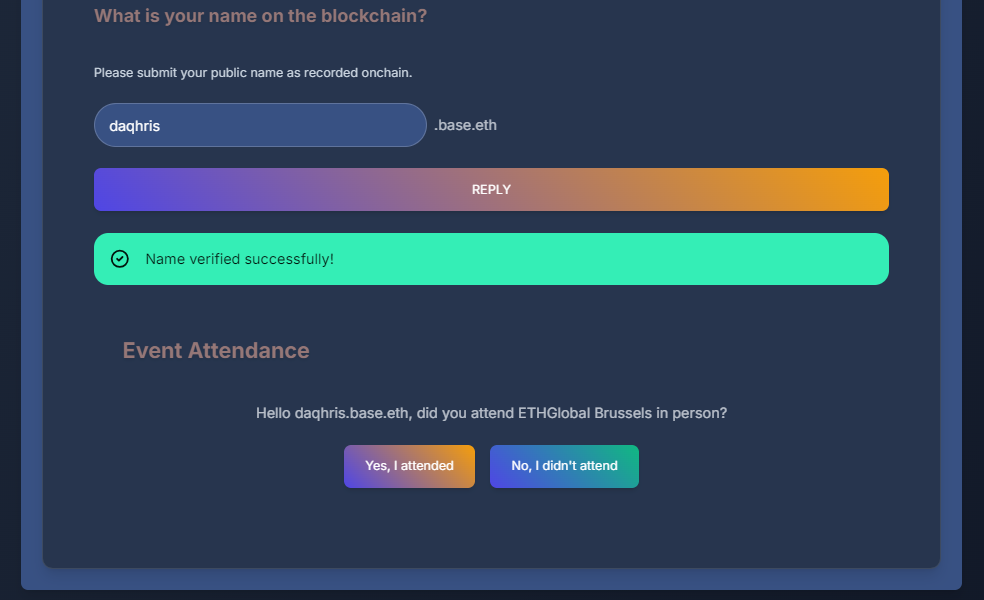 What is your name on the blockchain?
Please submit your public name as recorded onchain.
daqhris .base.eth
REPLY
Name verified successfully!
Event Attendance
Hello daqhris.base.eth, did you attend ETHGlobal Brussels in person?
Yes, I attended No, I didn't attend